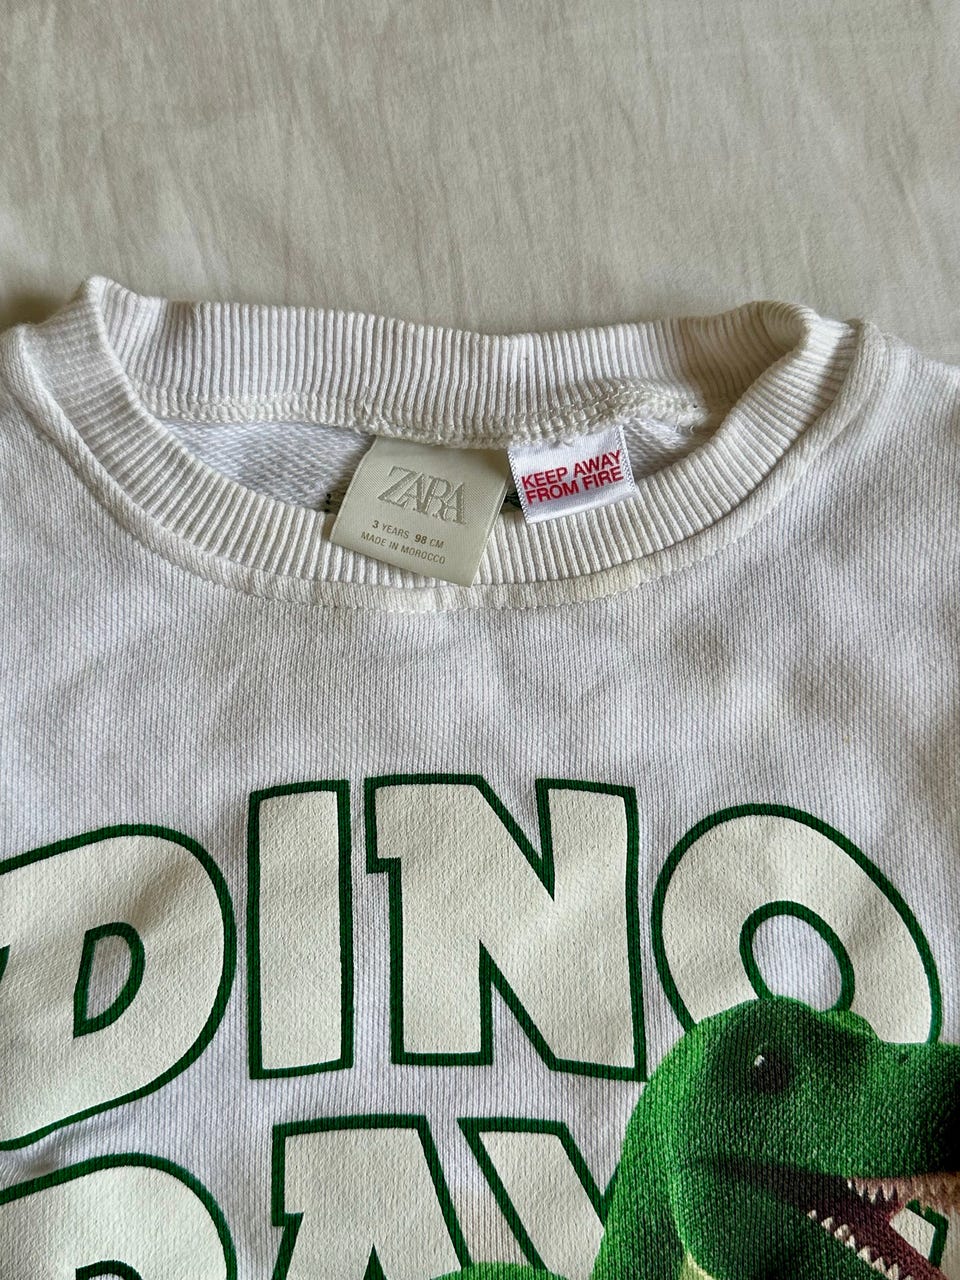 ZARA
3 YEARS 98 CM
MADE IN MOROCCO
KEEP AWAY
FROM FIRE
DINO